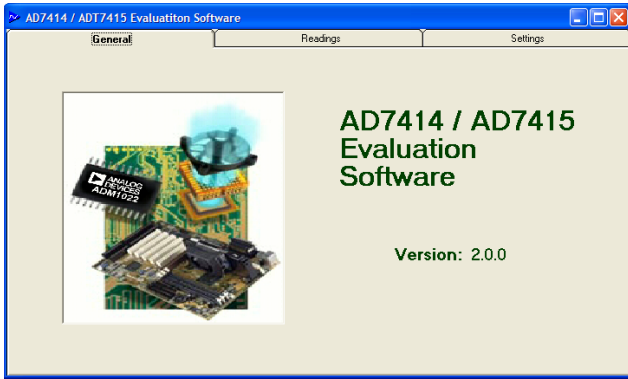 AD7414 / ADT7415 Evaluatiton Software
General Readings Settings
ANALOG
DEVICES
ADM1022
AD7414 / AD7415
Evaluation
Software
Version: 2.0.0